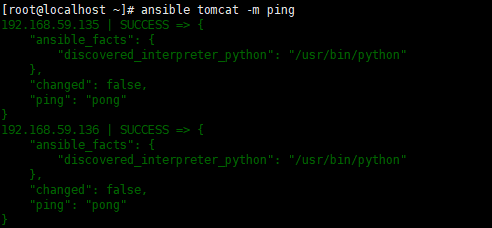 [root@localhost ~]# ansible tomcat -m ping
192.168.59.135 | SUCCESS => {
    "ansible_facts": {
        "discovered_interpreter_python": "/usr/bin/python"
    },
    "changed": false,
    "ping": "pong"
}
192.168.59.136 | SUCCESS => {
    "ansible_facts": {
        "discovered_interpreter_python": "/usr/bin/python"
    },
    "changed": false,
    "ping": "pong"
}